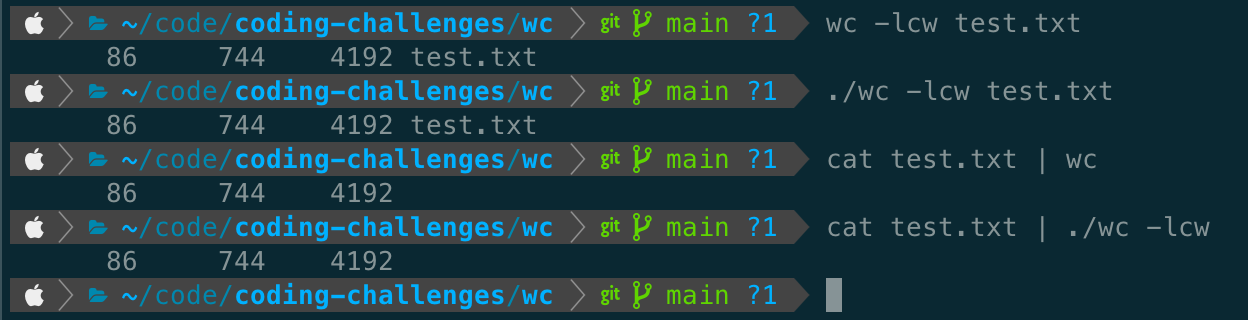 ~/code/coding-challenges/wc git main ?1 wc -lcw test.txt
86 744 4192 test.txt
~/code/coding-challenges/wc git main ?1 ./wc -lcw test.txt
86 744 4192 test.txt
~/code/coding-challenges/wc git main ?1 cat test.txt | wc
86 744 4192
~/code/coding-challenges/wc git main ?1 cat test.txt | ./wc -lcw
86 744 4192
~/code/coding-challenges/wc git main ?1